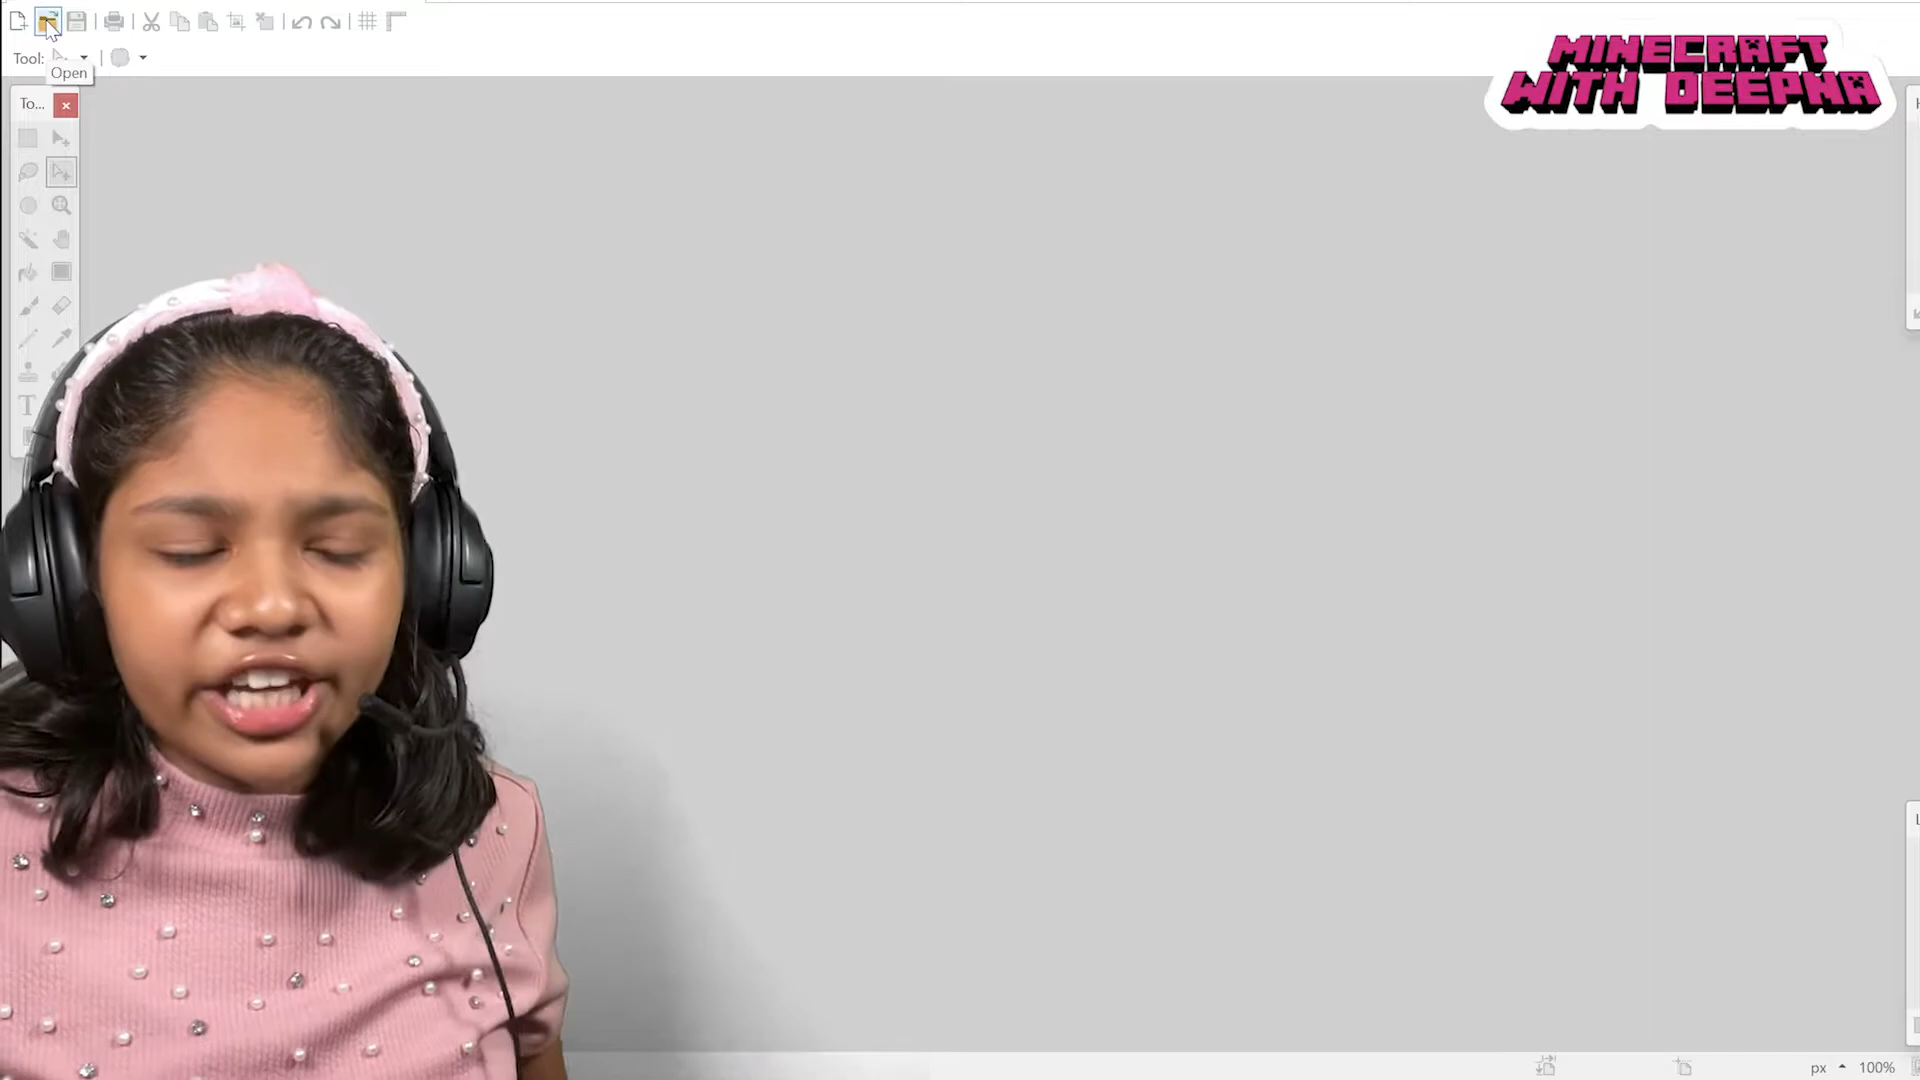 MINECRAFT
WITH DEEPNA
Tool:
Open
To...
T
px
100%